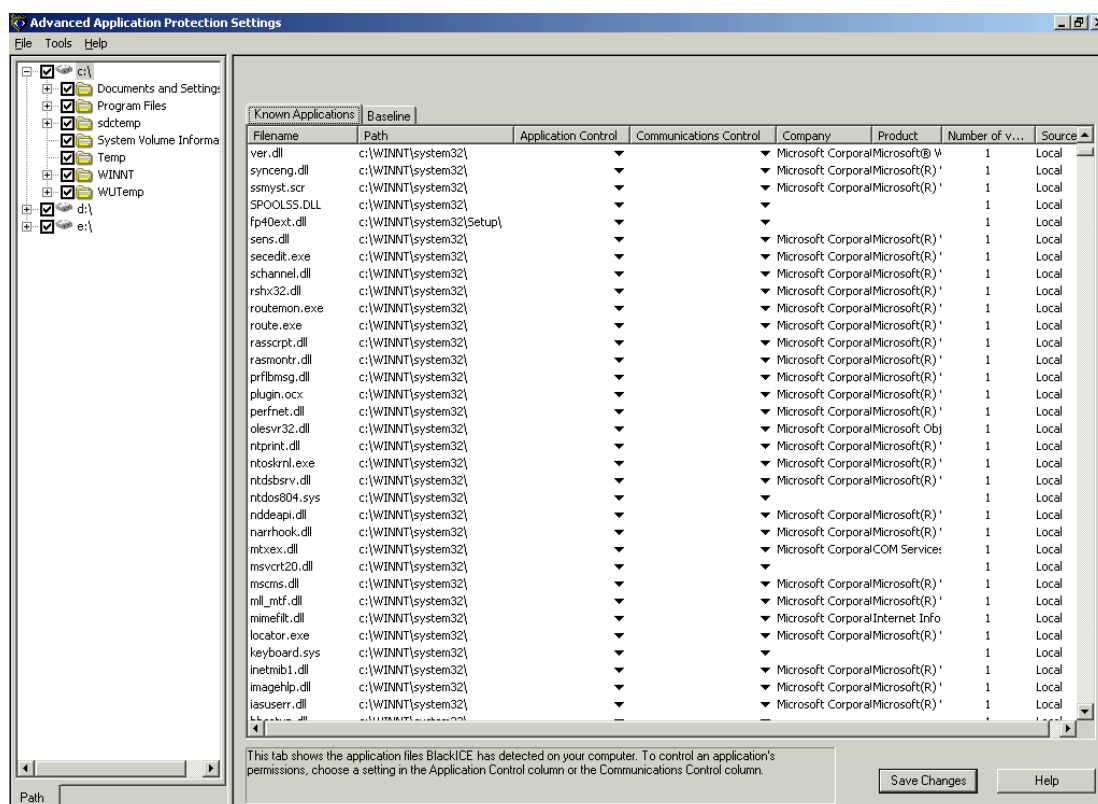 Advanced Application Protection Settings
File Tools Help
c:\
Documents and Settings
Program Files
sdctemp
System Volume Informa
Temp
WINNT
WUTemp
d:\
e:\
Path
Known Applications Baseline
Filename Path Application Control Communications Control Company Product Number of v... Source
ver.dll c:\WINNT\system32\ Microsoft Corporal Microsoft® W 1 Local
synceng.dll c:\WINNT\system32\ Microsoft Corporal Microsoft(R) ' 1 Local
ssmyst.scr c:\WINNT\system32\ Microsoft Corporal Microsoft(R) ' 1 Local
SPOOLSS.DLL c:\WINNT\system32\ 1 Local
fp40ext.dll c:\WINNT\system32\Setup\ 1 Local
sens.dll c:\WINNT\system32\ Microsoft Corporal Microsoft(R) ' 1 Local
secedit.exe c:\WINNT\system32\ Microsoft Corporal Microsoft(R) ' 1 Local
schannel.dll c:\WINNT\system32\ Microsoft Corporal Microsoft(R) ' 1 Local
rshx32.dll c:\WINNT\system32\ Microsoft Corporal Microsoft(R) ' 1 Local
routemon.exe c:\WINNT\system32\ Microsoft Corporal Microsoft(R) ' 1 Local
route.exe c:\WINNT\system32\ Microsoft Corporal Microsoft(R) ' 1 Local
rasscrpt.dll c:\WINNT\system32\ Microsoft Corporal Microsoft(R) ' 1 Local
rasmontr.dll c:\WINNT\system32\ Microsoft Corporal Microsoft(R) ' 1 Local
prflbmsg.dll c:\WINNT\system32\ Microsoft Corporal Microsoft(R) ' 1 Local
plugin.ocx c:\WINNT\system32\ Microsoft Corporal Microsoft(R) ' 1 Local
perfnet.dll c:\WINNT\system32\ Microsoft Corporal Microsoft(R) ' 1 Local
olesvr32.dll c:\WINNT\system32\ Microsoft Corporal Microsoft Obj 1 Local
ntprint.dll c:\WINNT\system32\ Microsoft Corporal Microsoft(R) ' 1 Local
ntoskrnl.exe c:\WINNT\system32\ Microsoft Corporal Microsoft(R) ' 1 Local
ntdsbsrv.dll c:\WINNT\system32\ Microsoft Corporal Microsoft(R) ' 1 Local
ntdos804.sys c:\WINNT\system32\ 1 Local
nddeapi.dll c:\WINNT\system32\ Microsoft Corporal Microsoft(R) ' 1 Local
narrhook.dll c:\WINNT\system32\ Microsoft Corporal Microsoft(R) ' 1 Local
mtxex.dll c:\WINNT\system32\ Microsoft Corporal COM Services 1 Local
msvcrt20.dll c:\WINNT\system32\ 1 Local
mscms.dll c:\WINNT\system32\ Microsoft Corporal Microsoft(R) ' 1 Local
mll_mtf.dll c:\WINNT\system32\ Microsoft Corporal Microsoft(R) ' 1 Local
mimefilt.dll c:\WINNT\system32\ Microsoft Corporal Internet Info 1 Local
locator.exe c:\WINNT\system32\ Microsoft Corporal Microsoft(R) ' 1 Local
keyboard.sys c:\WINNT\system32\ 1 Local
inetmib1.dll c:\WINNT\system32\ Microsoft Corporal Microsoft(R) ' 1 Local
imagehlp.dll c:\WINNT\system32\ Microsoft Corporal Microsoft(R) ' 1 Local
iasuserr.dll c:\WINNT\system32\ Microsoft Corporal Microsoft(R) ' 1 Local
This tab shows the application files BlackICE has detected on your computer. To control an application's
permissions, choose a setting in the Application Control column or the Communications Control column.
Save Changes Help